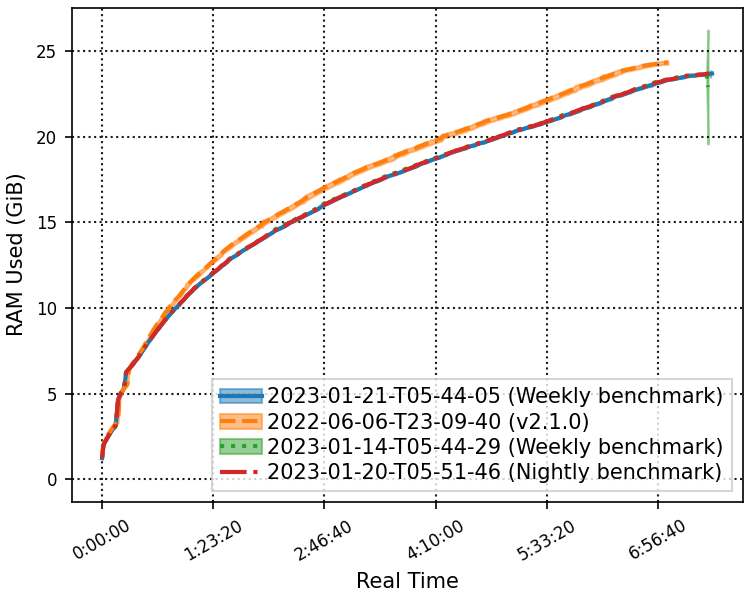 25
20
15
10
5
0
RAM Used (GiB)
2023-01-21-T05-44-05 (Weekly benchmark)
2022-06-06-T23-09-40 (v2.1.0)
2023-01-14-T05-44-29 (Weekly benchmark)
2023-01-20-T05-51-46 (Nightly benchmark)
0:00:00 1:23:20 2:46:40 4:10:00 5:33:20 6:56:40
Real Time